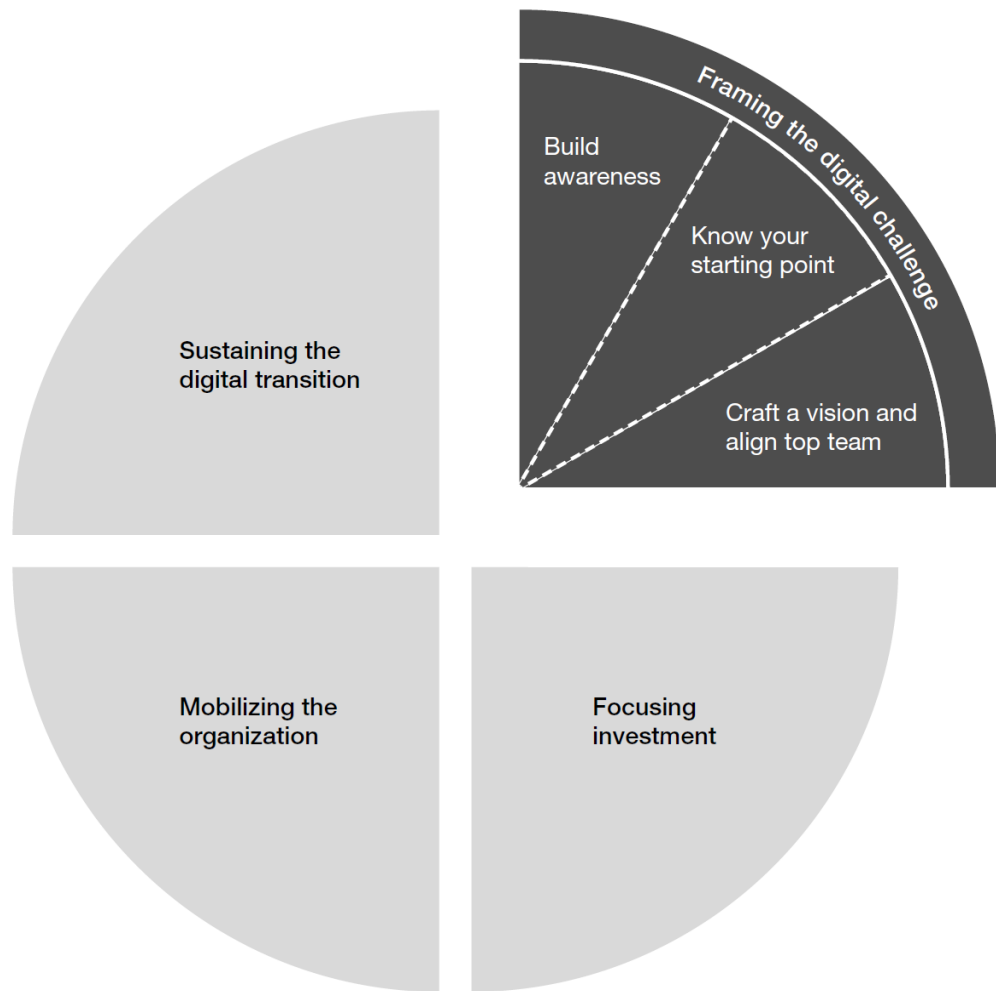 Framing the digital challenge
Build
awareness
Know your
starting point
Craft a vision and
align top team
Sustaining the
digital transition
Mobilizing the
organization
Focusing
investment